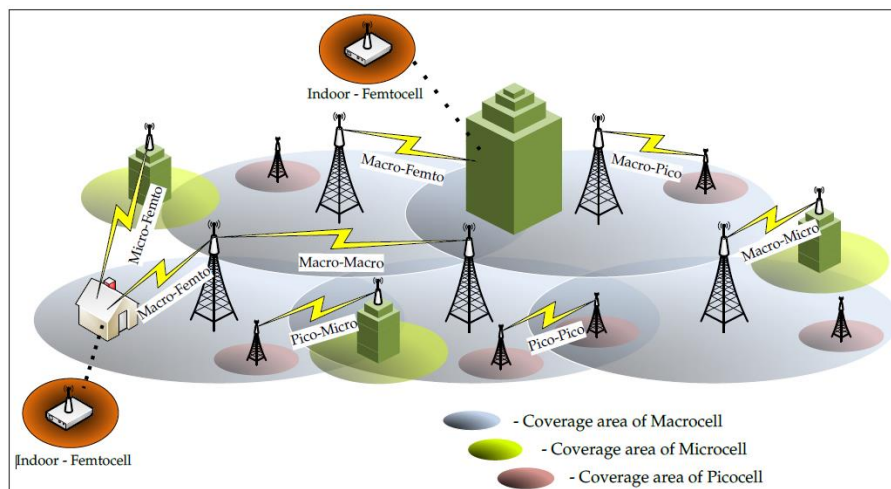 Indoor - Femtocell
Macro-Femto
Macro-Pico
Micro-Femto
Macro-Femto
Macro-Macro
Macro-Micro
Pico-Micro
Pico-Pico
Indoor - Femtocell
- Coverage area of Macrocell
- Coverage area of Microcell
- Coverage area of Picocell